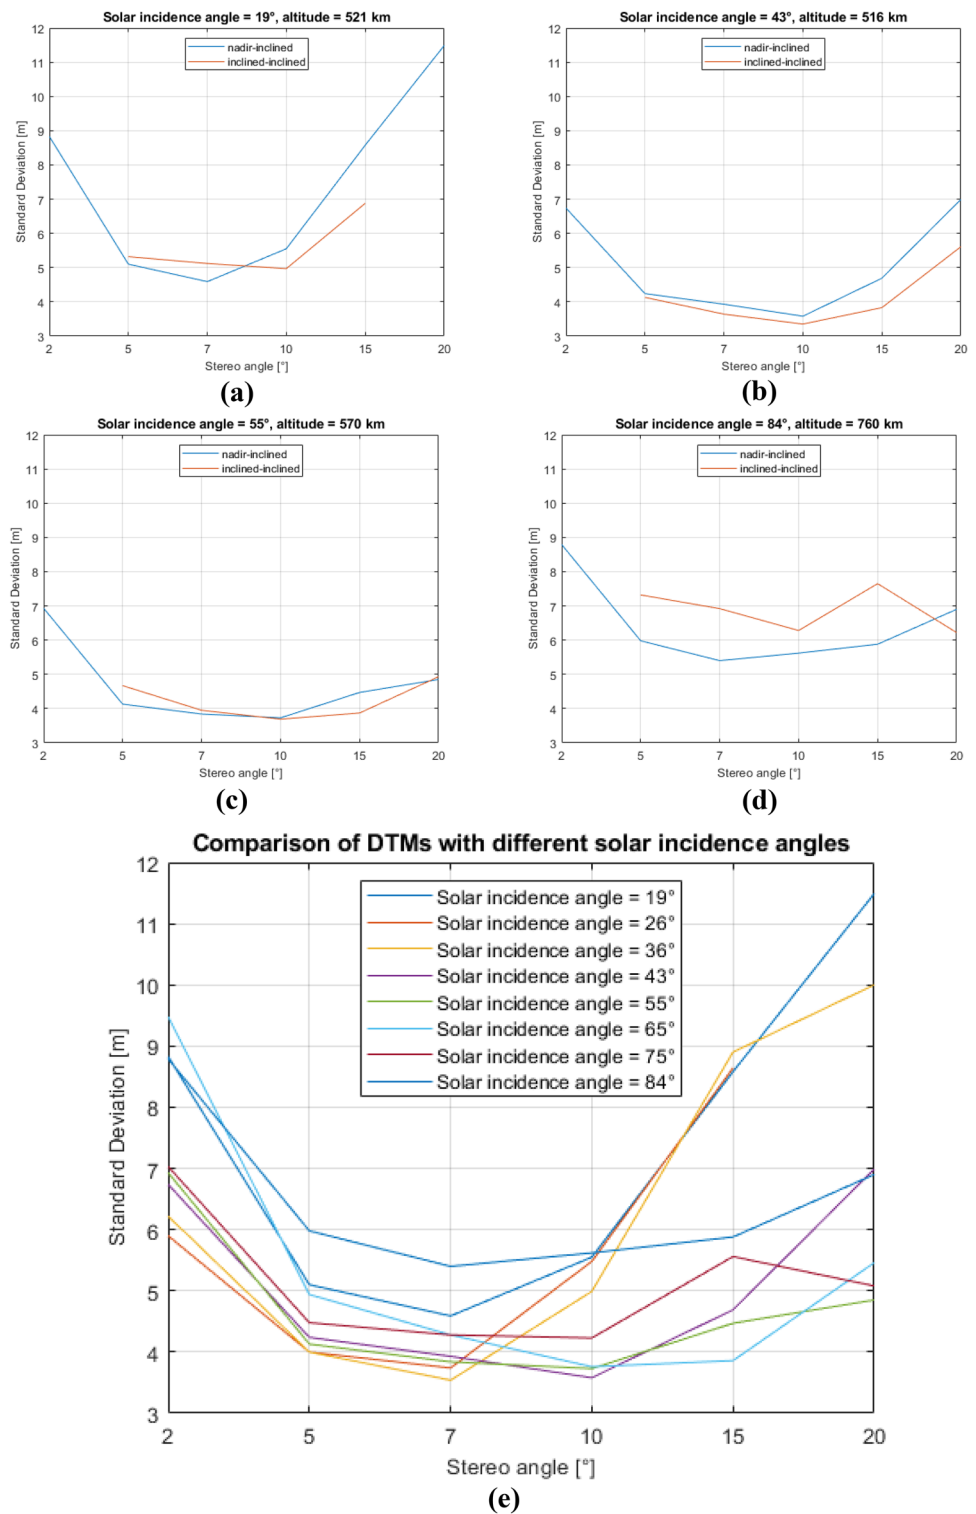 Solar incidence angle = 19°, altitude = 521 km
12
11
10
9
8
7
6
5
4
3
Standard Deviation [m]
nadir-inclined
inclined-inclined
2 5 7 10 15 20
Stereo angle [°]
(a)
Solar incidence angle = 43°, altitude = 516 km
12
11
10
9
8
7
6
5
4
3
Standard Deviation [m]
nadir-inclined
inclined-inclined
2 5 7 10 15 20
Stereo angle [°]
(b)
Solar incidence angle = 55°, altitude = 570 km
12
11
10
9
8
7
6
5
4
3
Standard Deviation [m]
nadir-inclined
inclined-inclined
2 5 7 10 15 20
Stereo angle [°]
(c)
Solar incidence angle = 84°, altitude = 760 km
12
11
10
9
8
7
6
5
4
3
Standard Deviation [m]
nadir-inclined
inclined-inclined
2 5 7 10 15 20
Stereo angle [°]
(d)
Comparison of DTMs with different solar incidence angles
12
11
10
9
8
7
6
5
4
3
Standard Deviation [m]
Solar incidence angle = 19°
Solar incidence angle = 26°
Solar incidence angle = 36°
Solar incidence angle = 43°
Solar incidence angle = 55°
Solar incidence angle = 65°
Solar incidence angle = 75°
Solar incidence angle = 84°
2 5 7 10 15 20
Stereo angle [°]
(e)